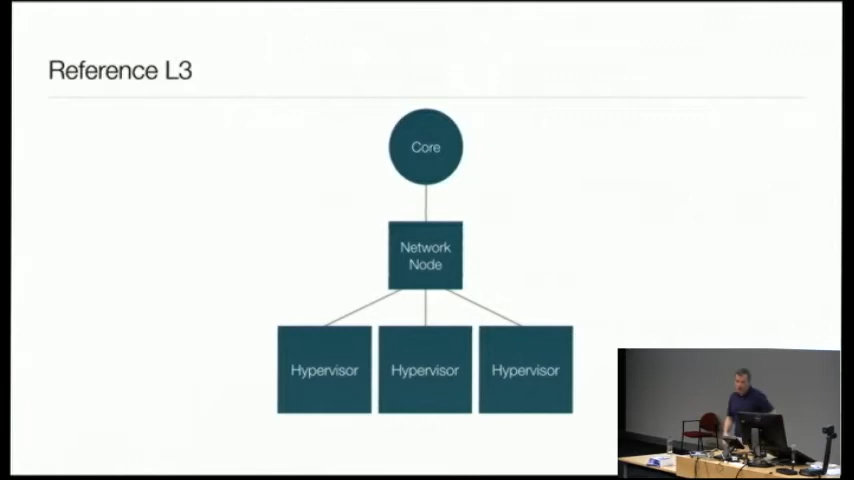 Reference L3
Core
Network
Node
Hypervisor
Hypervisor
Hypervisor